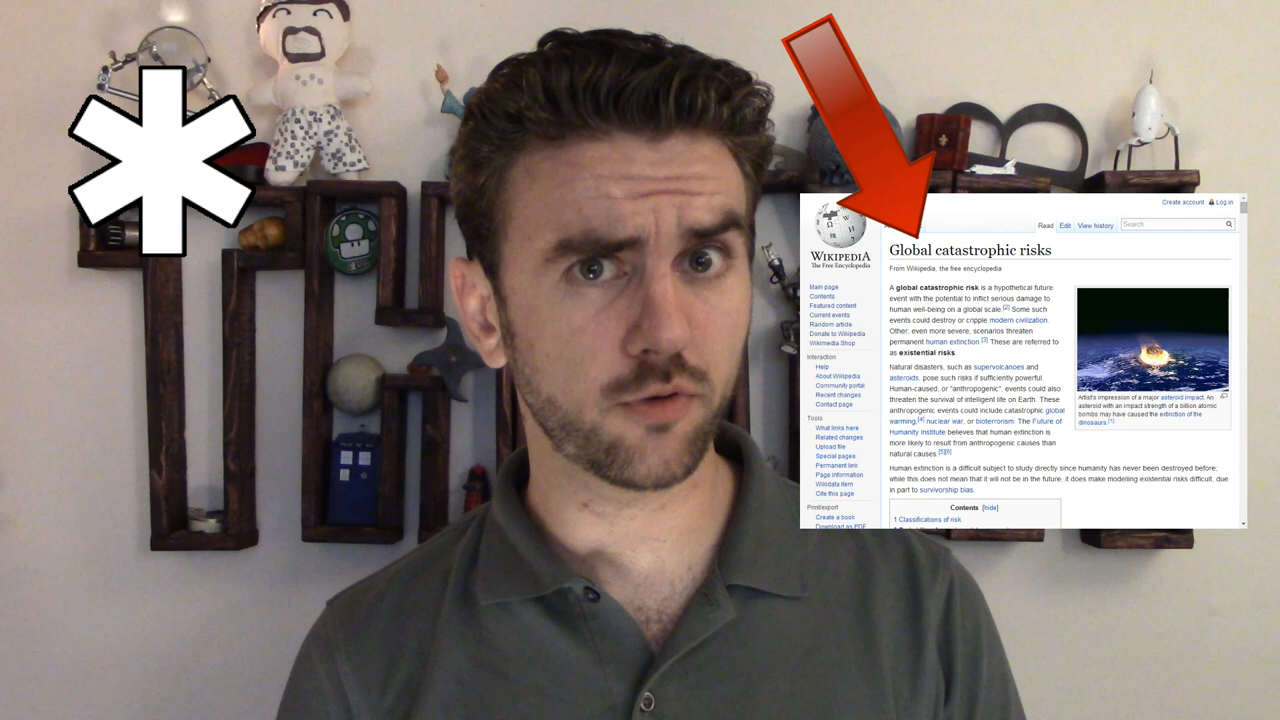 Create account Log in
Read Edit View history Search
WIKIPEDIA
The Free Encyclopedia
Main page
Contents
Featured content
Current events
Random article
Donate to Wikipedia
Wikimedia Shop
Interaction
Help
About Wikipedia
Community portal
Recent changes
Contact page
Tools
What links here
Related changes
Upload file
Special pages
Permanent link
Page information
Wikidata item
Cite this page
Print/export
Create a book
Download as PDF
Global catastrophic risks
From Wikipedia, the free encyclopedia
A global catastrophic risk is a hypothetical future
event with the potential to inflict serious damage to
human well-being on a global scale.[2] Some such
events could destroy or cripple modern civilization.
Other, even more severe, scenarios threaten
permanent human extinction.[3] These are referred to
as existential risks.
Natural disasters, such as supervolcanoes and
asteroids, pose such risks if sufficiently powerful.
Human-caused, or "anthropogenic", events could also
threaten the survival of intelligent life on Earth. These
anthropogenic events could include catastrophic global
warming,[4] nuclear war, or bioterrorism. The Future of
Humanity Institute believes that human extinction is
more likely to result from anthropogenic causes than
natural causes.[5][6]
Artist's impression of a major asteroid impact. An
asteroid with an impact strength of a billion atomic
bombs may have caused the extinction of the
dinosaurs.[1]
Human extinction is a difficult subject to study directly since humanity has never been destroyed before;
while this does not mean that it will not be in the future, it does make modelling existential risks difficult, due
in part to survivorship bias.
Contents [hide]
1 Classifications of risk